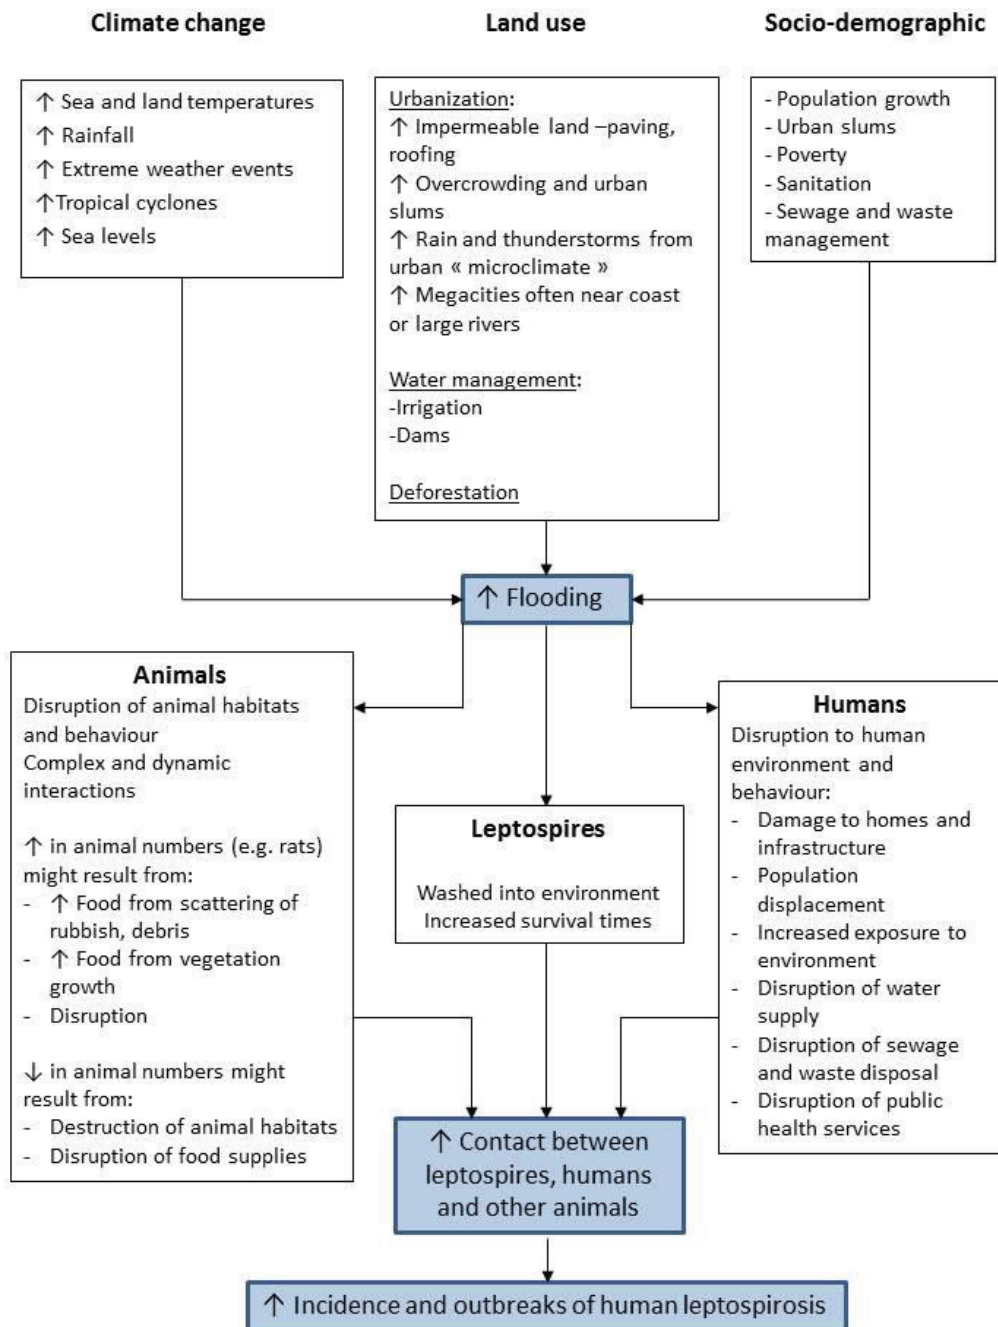 Climate change
Land use
Socio-demographic
↑ Sea and land temperatures
↑ Rainfall
↑ Extreme weather events
↑Tropical cyclones
↑ Sea levels
Urbanization:
↑ Impermeable land –paving,
roofing
↑ Overcrowding and urban
slums
↑ Rain and thunderstorms from
urban « microclimate »
↑ Megacities often near coast
or large rivers
Water management:
-Irrigation
-Dams
Deforestation
- Population growth
- Urban slums
- Poverty
- Sanitation
- Sewage and waste
management
↑ Flooding
Animals
Disruption of animal habitats
and behaviour
Complex and dynamic
interactions
↑ in animal numbers (e.g. rats)
might result from:
- ↑ Food from scattering of
rubbish, debris
- ↑ Food from vegetation
growth
- Disruption
↓ in animal numbers might
result from:
- Destruction of animal habitats
- Disruption of food supplies
Leptospires
Washed into environment
Increased survival times
Humans
Disruption to human
environment and
behaviour:
- Damage to homes and
infrastructure
- Population
displacement
- Increased exposure to
environment
- Disruption of water
supply
- Disruption of sewage
and waste disposal
- Disruption of public
health services
↑ Contact between
leptospires, humans
and other animals
↑ Incidence and outbreaks of human leptospirosis